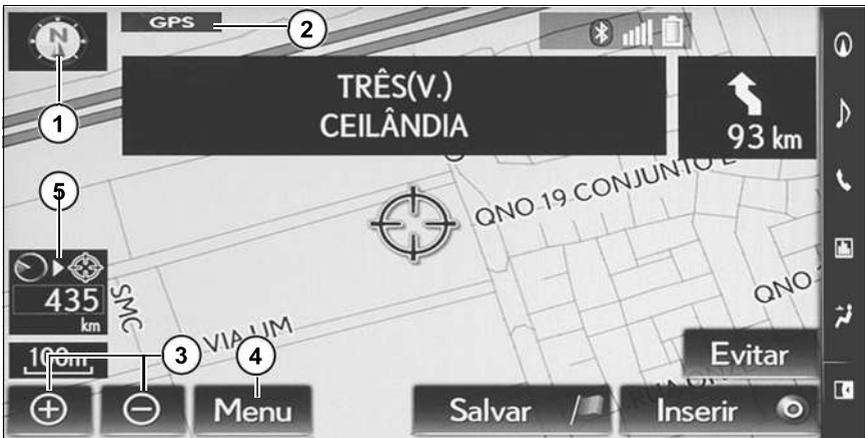 N
GPS
2
1
TRÊS(V.)
CEILÂNDIA
93 km
5
QNO 19 CONJUNTO E
435
km
SMC
QNO
100m
3
VIA UM
4
Evitar
Menu
Salvar
Inserir